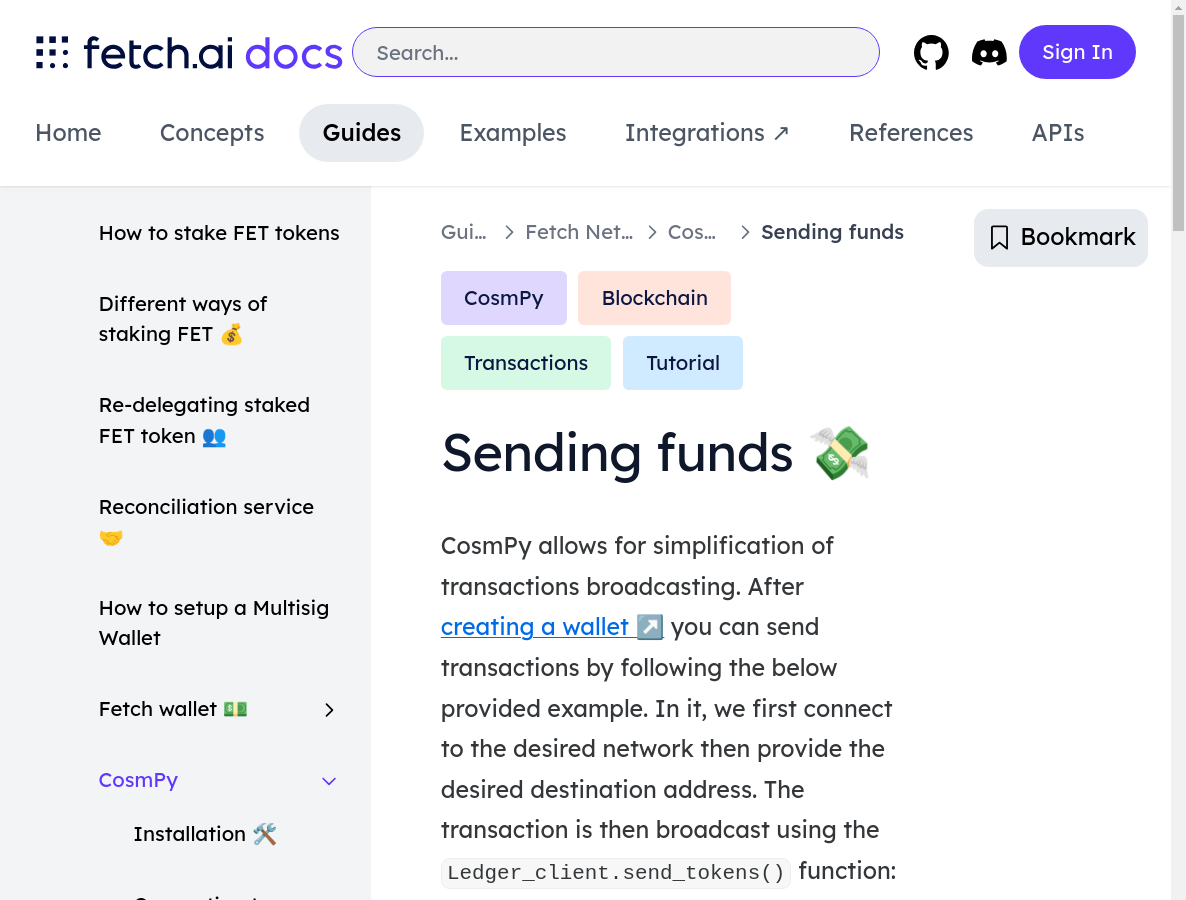 fetch.ai docs
Search...
Sign In
Home
Concepts
Guides
Examples
Integrations ↗
References
APIs
How to stake FET tokens
Different ways of
staking FET 💰
Re-delegating staked
FET token 👥
Reconciliation service
🤝
How to setup a Multisig
Wallet
Fetch wallet 💵
CosmPy
Installation 🛠️
Gui... > Fetch Net... > Cos... > Sending funds
Bookmark
CosmPy
Blockchain
Transactions
Tutorial
Sending funds 💸
CosmPy allows for simplification of
transactions broadcasting. After
creating a wallet ↗️ you can send
transactions by following the below
provided example. In it, we first connect
to the desired network then provide the
desired destination address. The
transaction is then broadcast using the
Ledger_client.send_tokens() function: